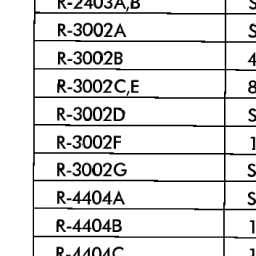 R-2403A,B S
R-3002A S
R-3002B 4
R-3002C,E 8
R-3002D S
R-3002F 1
R-3002G S
R-4404A S
R-4404B 1
R-4404C 1